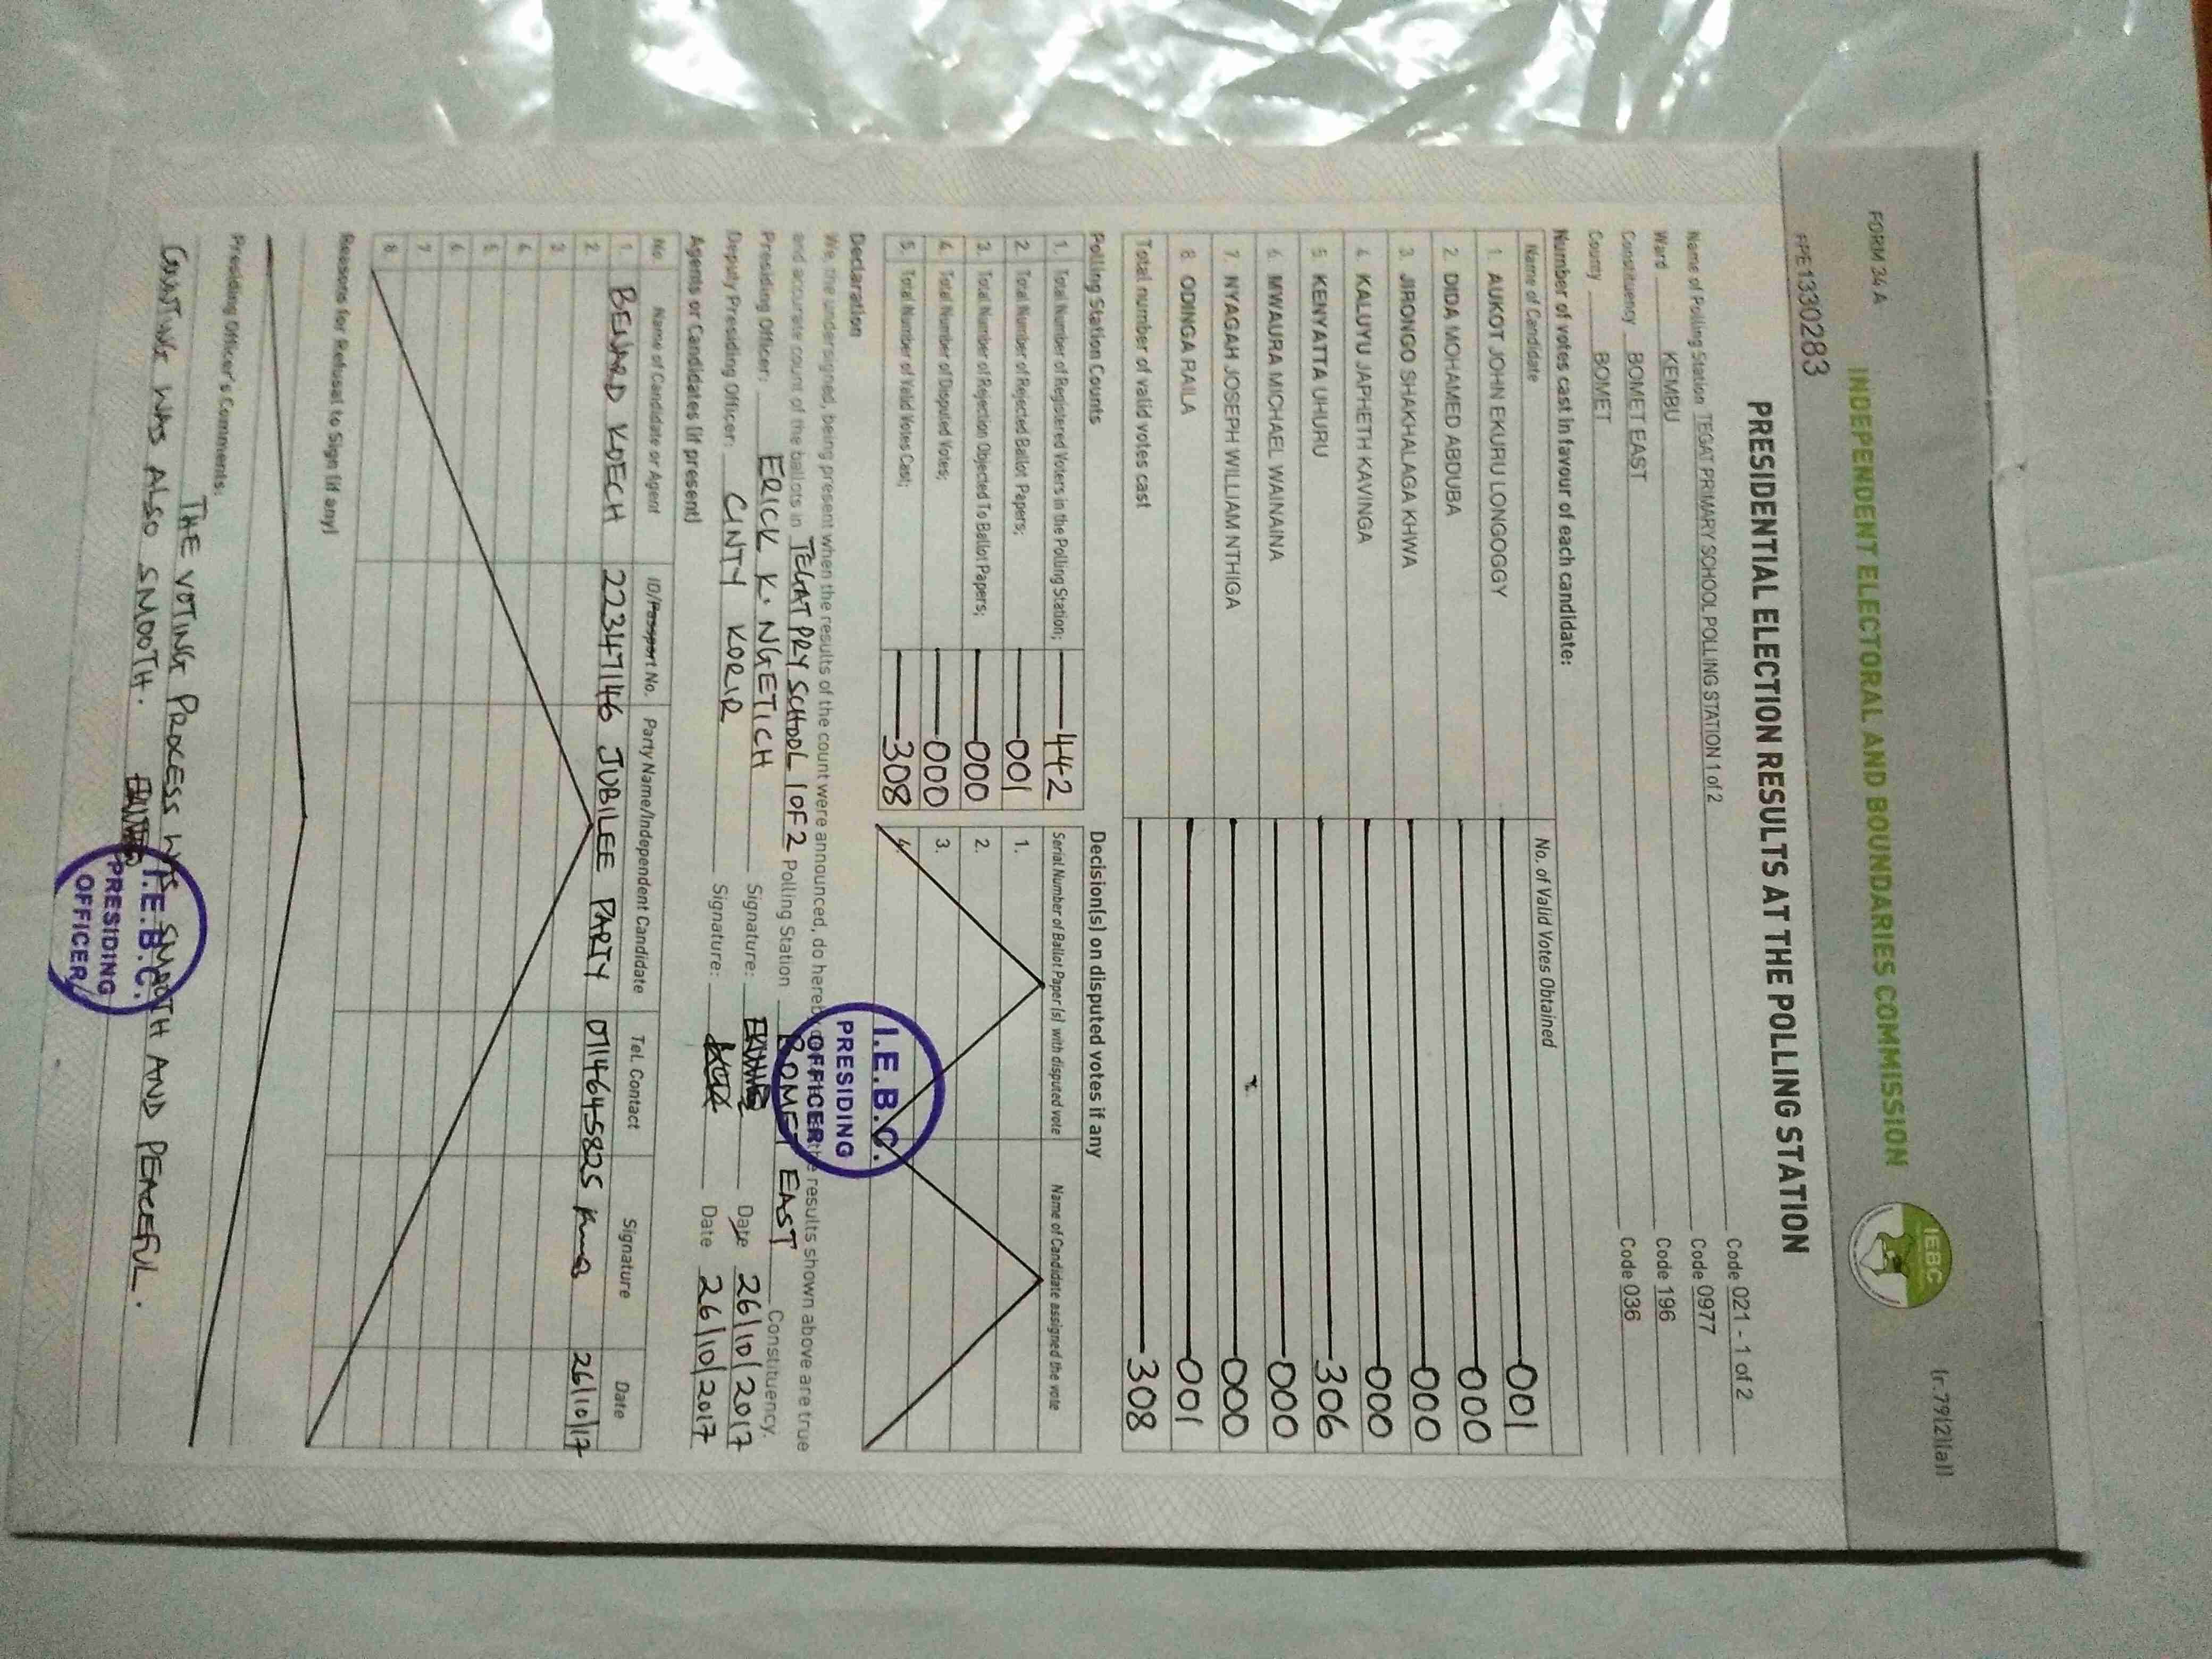 FORM 34 A
(r.79(2)(a))
INDEPENDENT ELECTORAL AND BOUNDARIES COMMISSION
IEBC
PPE1330283
PRESIDENTIAL ELECTION RESULTS AT THE POLLING STATION
Name of Polling Station TEGAT PRIMARY SCHOOL POLLING STATION 1 of 2 Code 021 - 1 of 2
Ward KEMBU Code 0977
Constituency BOMET EAST Code 196
County BOMET Code 036
Number of votes cast in favour of each candidate:
Name of Candidate No. of Valid Votes Obtained
1. AUKOT JOHN EKURU LONGOGGY 001
2. DIDA MOHAMED ABDUBA 000
3. JIRONGO SHAKHALAGA KHWA 000
4. KALUYU JAPHETH KAVINGA 000
5. KENYATTA UHURU 306
6. MWAURA MICHAEL WAINAINA 000
7. NYAGAH JOSEPH WILLIAM NTHIGA 000
8. ODINGA RAILA 001
Total number of valid votes cast 308
Polling Station Counts
1. Total Number of Registered Voters in the Polling Station; 442
2. Total Number of Rejected Ballot Papers; 001
3. Total Number of Rejection Objected To Ballot Papers; 000
4. Total Number of Disputed Votes; 000
5. Total Number of Valid Votes Cast; 308
Decision(s) on disputed votes if any
Serial Number of Ballot Paper(s) with disputed vote Name of Candidate assigned the vote
1.
2.
3.
4.
Declaration
We, the undersigned, being present when the results of the count were announced, do hereby the results shown above are true
and accurate count of the ballots in TEGAT PRY SCHOOL 1 OF 2 Polling Station BOMET EAST Constituency.
Presiding Officer: ERICK K. NGETICH Signature: Date 26/10/2017
Deputy Presiding Officer: CINTY KORIR Signature: Date 26/10/2017
I.E.B.C.
PRESIDING
OFFICER
Agents or Candidates (if present)
No. Name of Candidate or Agent ID/Passport No. Party Name/Independent Candidate Tel. Contact Signature Date
1. BENARD KOECH 22347146 JUBILEE PARTY 0714645825 26/10/17
2.
3.
4.
5.
6.
7.
8.
Reasons for Refusal to Sign (if any)
Presiding Officer's Comments:
THE VOTING PROCESS WAS SMOOTH AND PEACEFUL.
COUNTING WAS ALSO SMOOTH.
I.E.B.C.
PRESIDING
OFFICER